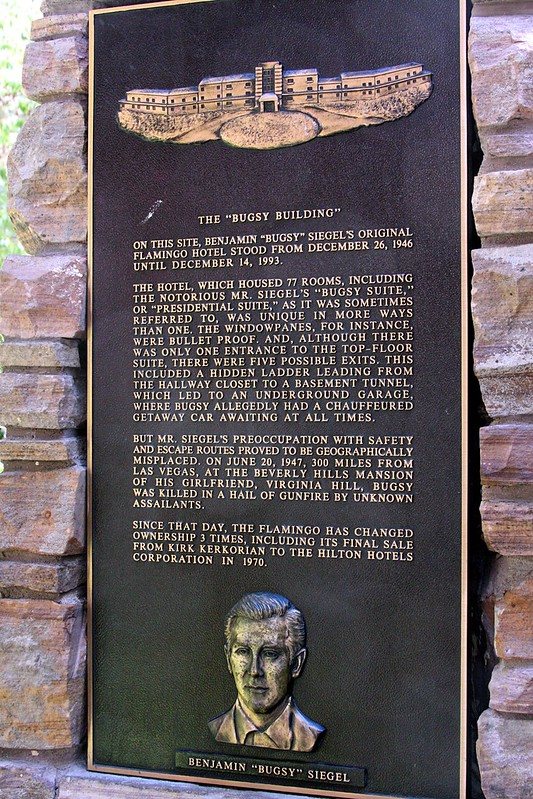 THE "BUGSY BUILDING"
ON THIS SITE, BENJAMIN "BUGSY" SIEGEL'S ORIGINAL
FLAMINGO HOTEL STOOD FROM DECEMBER 26, 1946
UNTIL DECEMBER 14, 1993.
THE HOTEL, WHICH HOUSED 77 ROOMS, INCLUDING
THE NOTORIOUS MR. SIEGEL'S "BUGSY SUITE,"
OR "PRESIDENTIAL SUITE," AS IT WAS SOMETIMES
REFERRED TO, WAS UNIQUE IN MORE WAYS
THAN ONE. THE WINDOWPANES, FOR INSTANCE,
WERE BULLET PROOF. AND, ALTHOUGH THERE
WAS ONLY ONE ENTRANCE TO THE TOP-FLOOR
SUITE, THERE WERE FIVE POSSIBLE EXITS. THIS
INCLUDED A HIDDEN LADDER LEADING FROM
THE HALLWAY CLOSET TO A BASEMENT TUNNEL,
WHICH LED TO AN UNDERGROUND GARAGE,
WHERE BUGSY ALLEGEDLY HAD A CHAUFFEURED
GETAWAY CAR AWAITING AT ALL TIMES.
BUT MR. SIEGEL'S PREOCCUPATION WITH SAFETY
AND ESCAPE ROUTES PROVED TO BE GEOGRAPHICALLY
MISPLACED. ON JUNE 20, 1947, 300 MILES FROM
LAS VEGAS, AT THE BEVERLY HILLS MANSION
OF HIS GIRLFRIEND, VIRGINIA HILL, BUGSY
WAS KILLED IN A HAIL OF GUNFIRE BY UNKNOWN
ASSAILANTS.
SINCE THAT DAY, THE FLAMINGO HAS CHANGED
OWNERSHIP 3 TIMES, INCLUDING ITS FINAL SALE
FROM KIRK KERKORIAN TO THE HILTON HOTELS
CORPORATION IN 1970.
BENJAMIN "BUGSY" SIEGEL